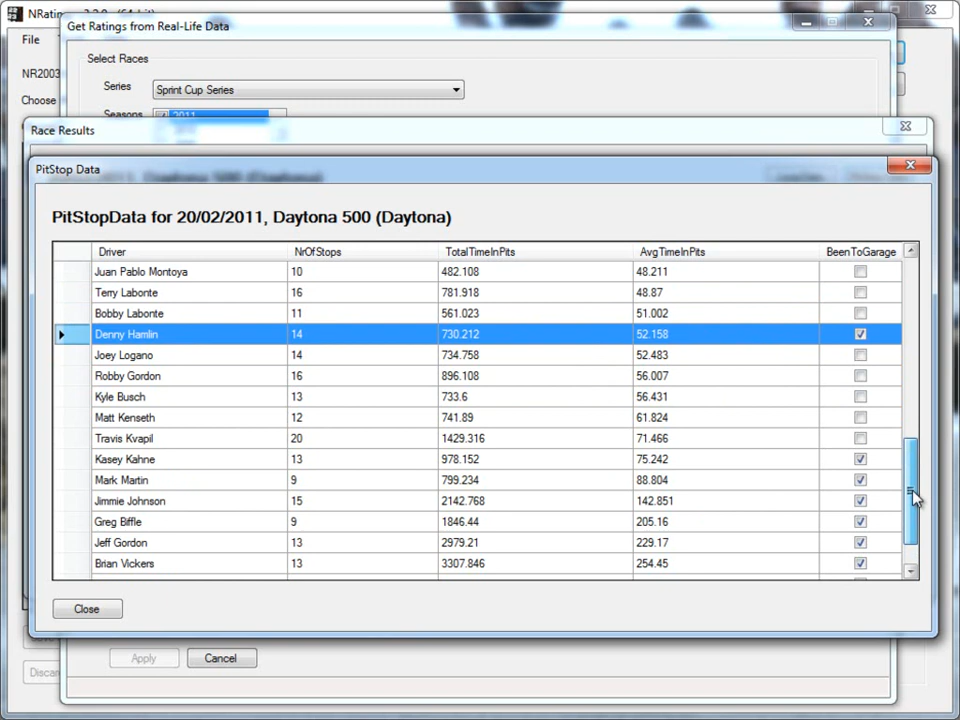 NRatin
Get Ratings from Real-Life Data
File
Select Races
NR2003
Series Sprint Cup Series
Choose
Seasons 2011
Race Results
PitStop Data
PitStopData for 20/02/2011, Daytona 500 (Daytona)
Driver NrOfStops TotalTimeInPits AvgTimeInPits BeenToGarage
Juan Pablo Montoya 10 482.108 48.211
Terry Labonte 16 781.918 48.87
Bobby Labonte 11 561.023 51.002
Denny Hamlin 14 730.212 52.158
Joey Logano 14 734.758 52.483
Robby Gordon 16 896.108 56.007
Kyle Busch 13 733.6 56.431
Matt Kenseth 12 741.89 61.824
Travis Kvapil 20 1429.316 71.466
Kasey Kahne 13 978.152 75.242
Mark Martin 9 799.234 88.804
Jimmie Johnson 15 2142.768 142.851
Greg Biffle 9 1846.44 205.16
Jeff Gordon 13 2979.21 229.17
Brian Vickers 13 3307.846 254.45
Close
Apply Cancel
Discar